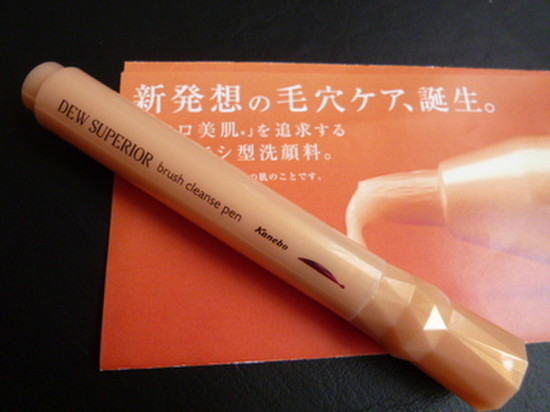 新発想の毛穴ケア、誕生。
ロ美肌*」を追求する
シ型洗顔料。
の肌のことです。
DEW SUPERIOR brush cleanse pen Kanebo